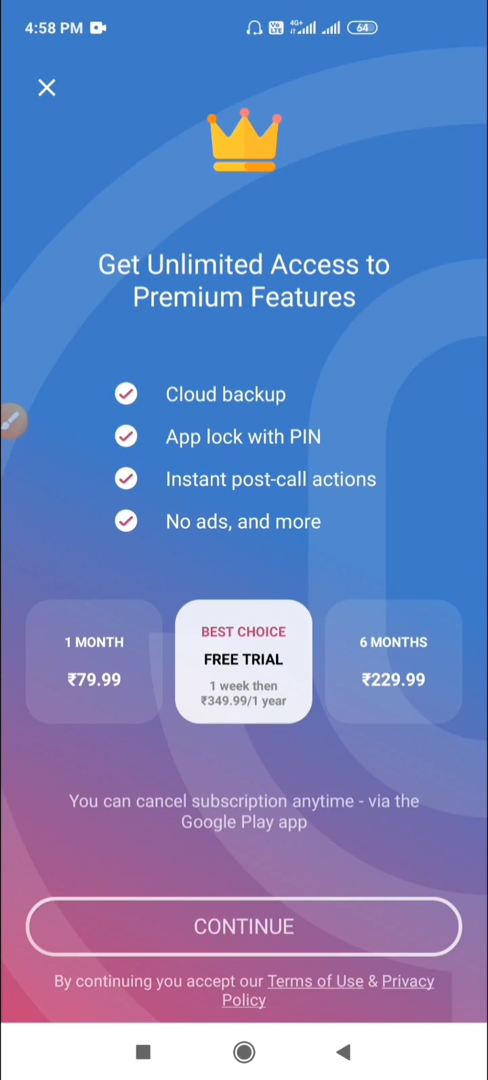 4:58 PM
Vo
LTE
4G+
64
Get Unlimited Access to
Premium Features
Cloud backup
App lock with PIN
Instant post-call actions
No ads, and more
1 MONTH
₹79.99
BEST CHOICE
FREE TRIAL
1 week then
₹349.99/1 year
6 MONTHS
₹229.99
You can cancel subscription anytime - via the
Google Play app
CONTINUE
By continuing you accept our Terms of Use & Privacy
Policy